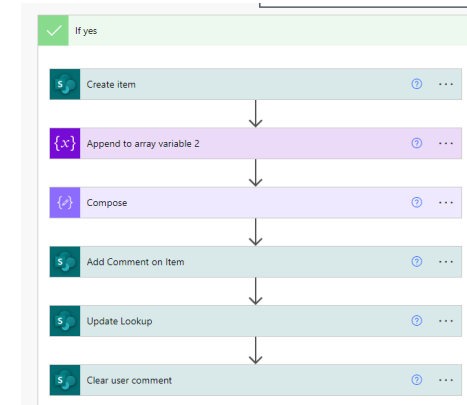 If yes
Create item
Append to array variable 2
Compose
Add Comment on Item
Update Lookup
Clear user comment